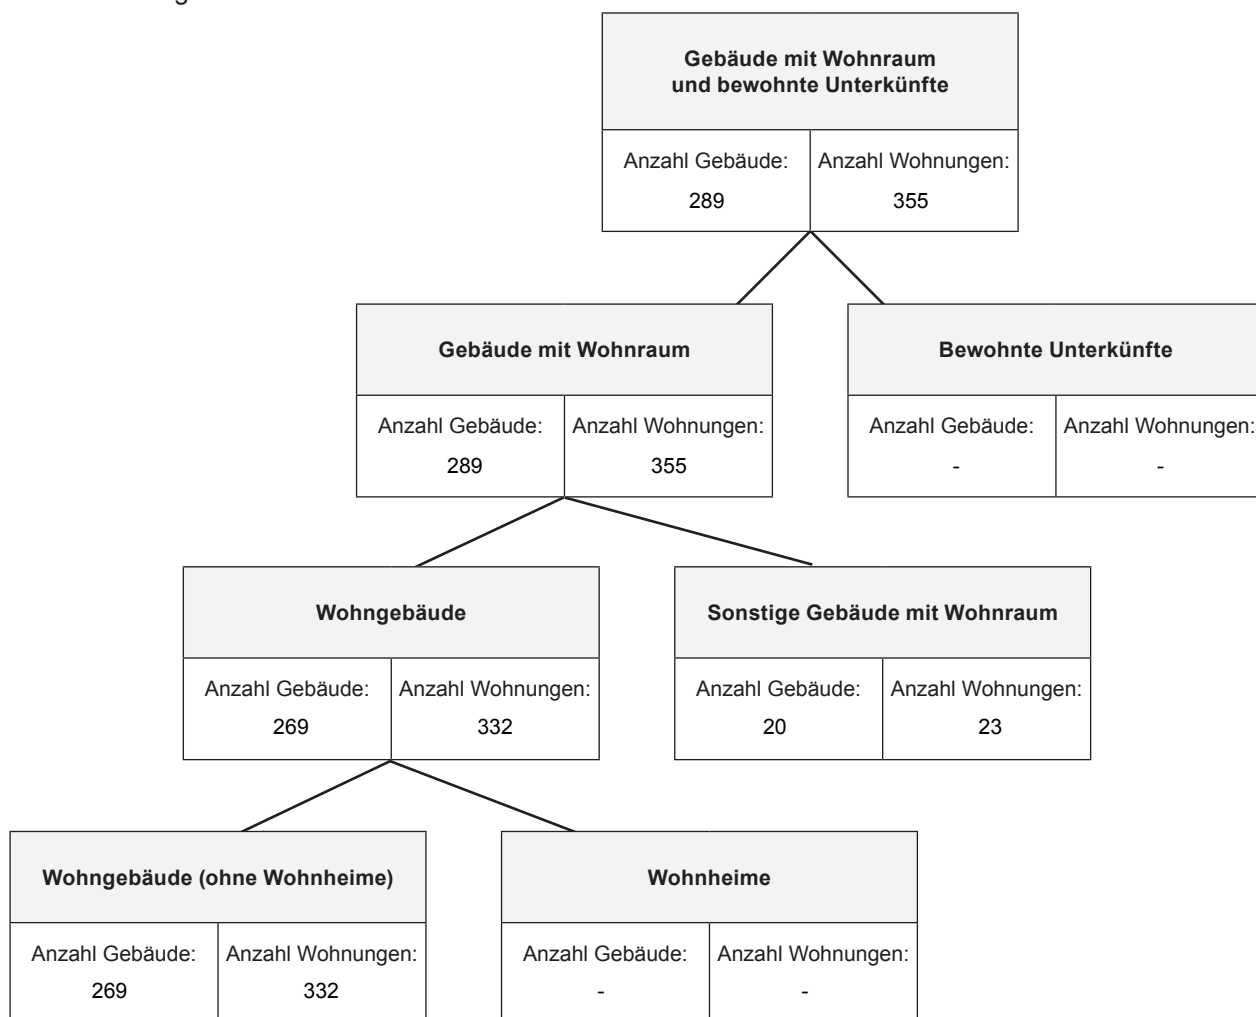 Gebäude mit Wohnraum
und bewohnte Unterkünfte
Anzahl Gebäude: Anzahl Wohnungen:
289 355
Gebäude mit Wohnraum
Anzahl Gebäude: Anzahl Wohnungen:
289 355
Bewohnte Unterkünfte
Anzahl Gebäude: Anzahl Wohnungen:
- -
Wohngebäude
Anzahl Gebäude: Anzahl Wohnungen:
269 332
Sonstige Gebäude mit Wohnraum
Anzahl Gebäude: Anzahl Wohnungen:
20 23
Wohngebäude (ohne Wohnheime)
Anzahl Gebäude: Anzahl Wohnungen:
269 332
Wohnheime
Anzahl Gebäude: Anzahl Wohnungen:
- -